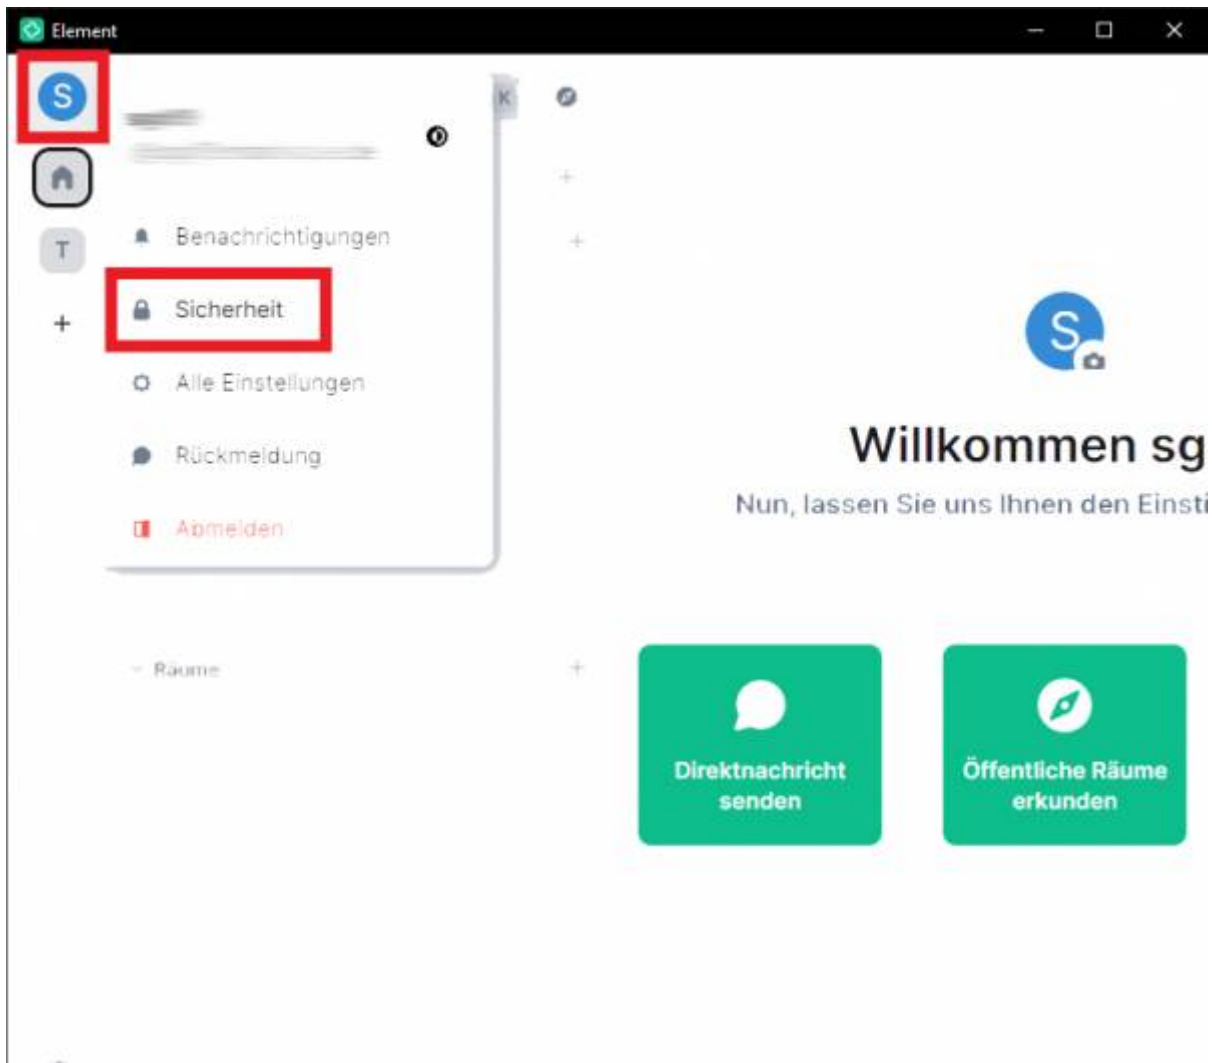 Element
S
K
T
Benachrichtigungen
Sicherheit
Alle Einstellungen
Rückmeldung
Abmelden
S
Willkommen sg
Nun, lassen Sie uns Ihnen den Einsti
Räume
Direktnachricht
senden
Öffentliche Räume
erkunden